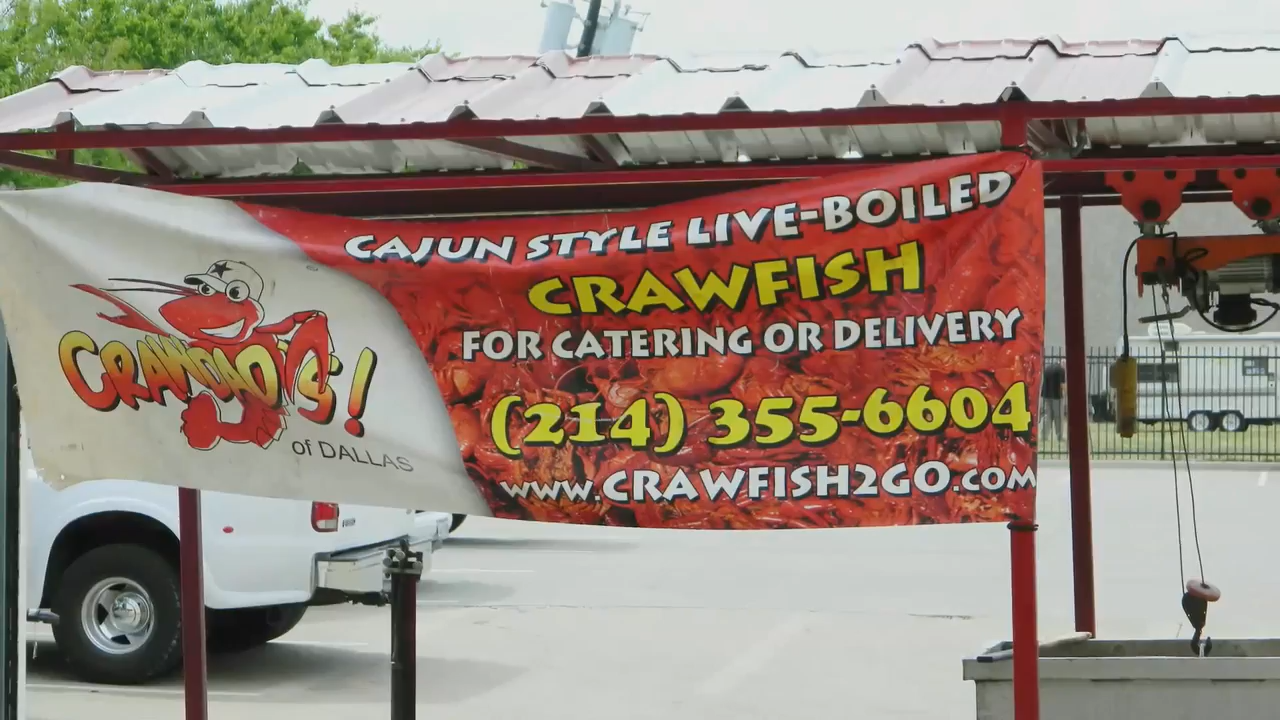 CAJUN STYLE LIVE-BOILED
CRAWFISH
FOR CATERING OR DELIVERY
(214) 355-6604
www.CRAWFISH2GO.com
CRAWDADDY'S!
of DALLAS